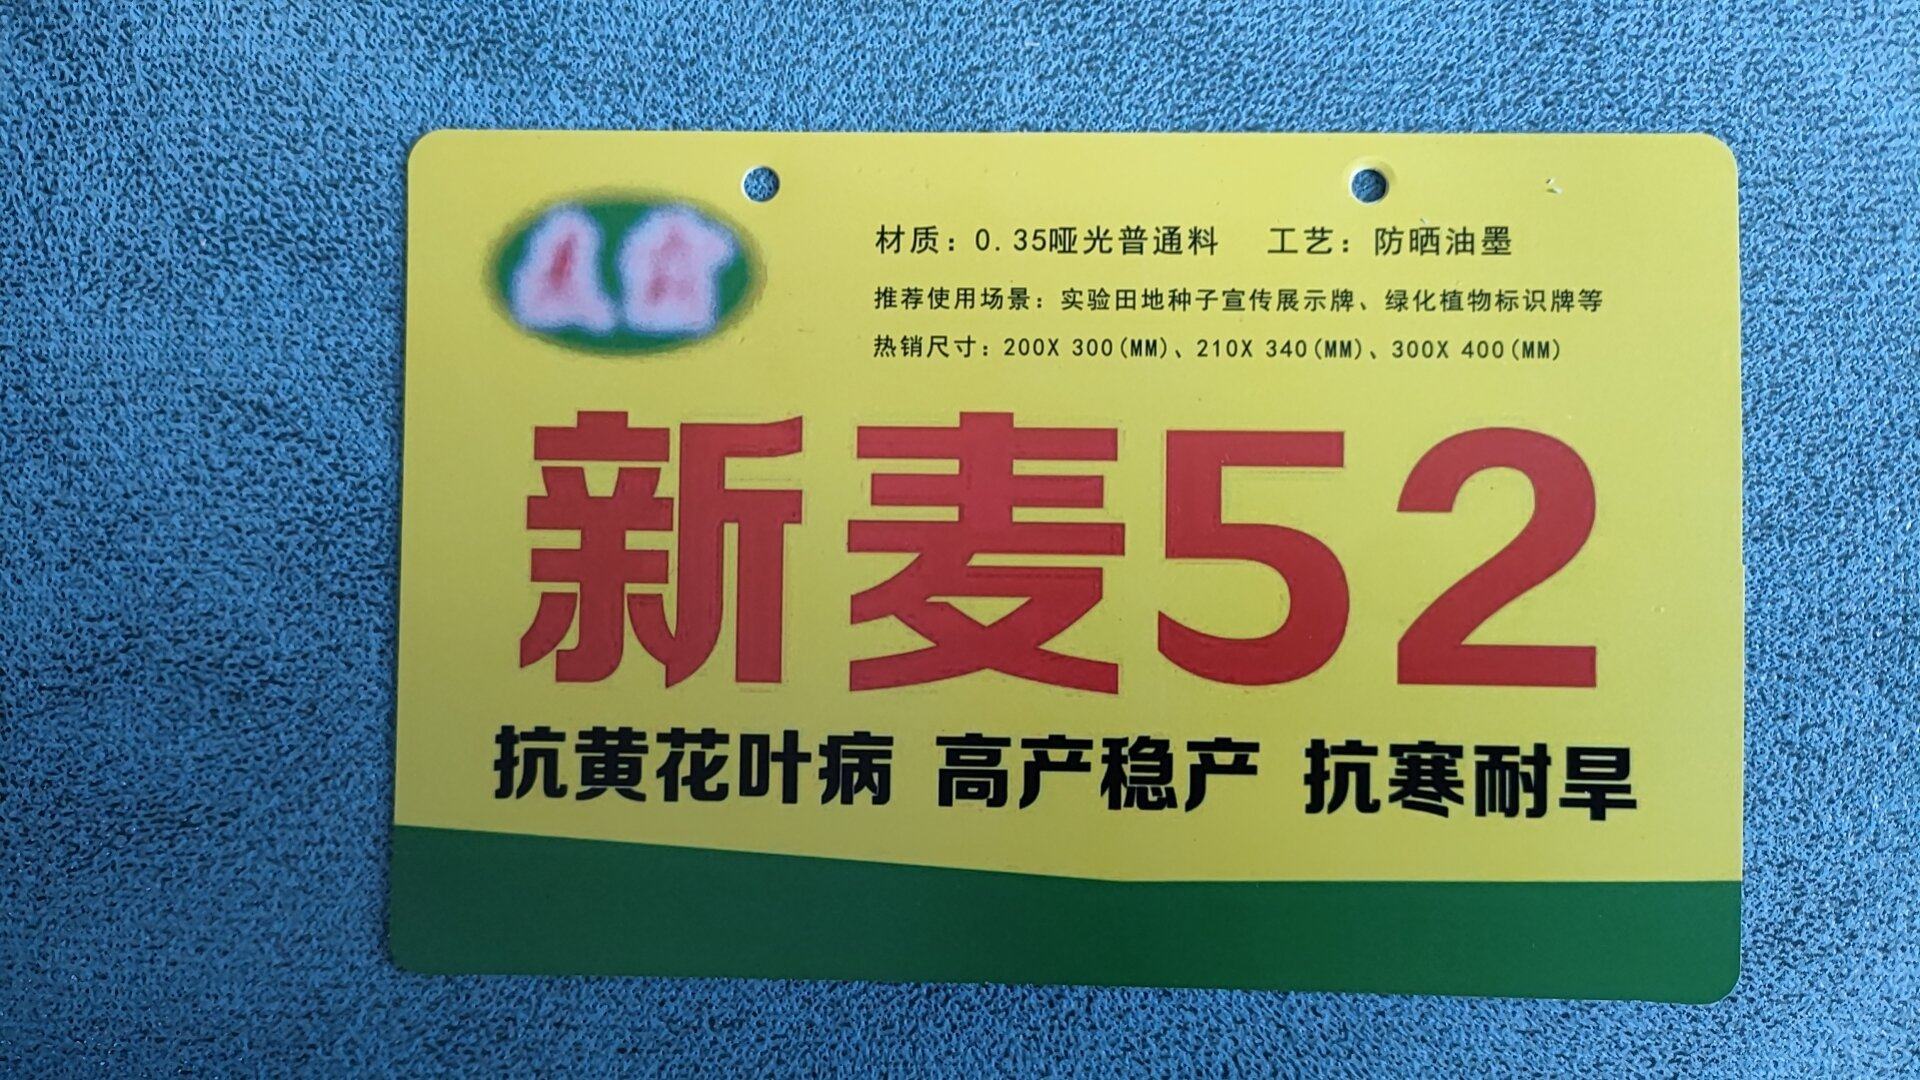 材质：0.35哑光普通料 工艺：防晒油墨
推荐使用场景：实验田地种子宣传展示牌、绿化植物标识牌等
热销尺寸：200X 300(MM)、210X 340(MM)、300X 400(MM)
新麦52
抗黄花叶病 高产稳产 抗寒耐旱